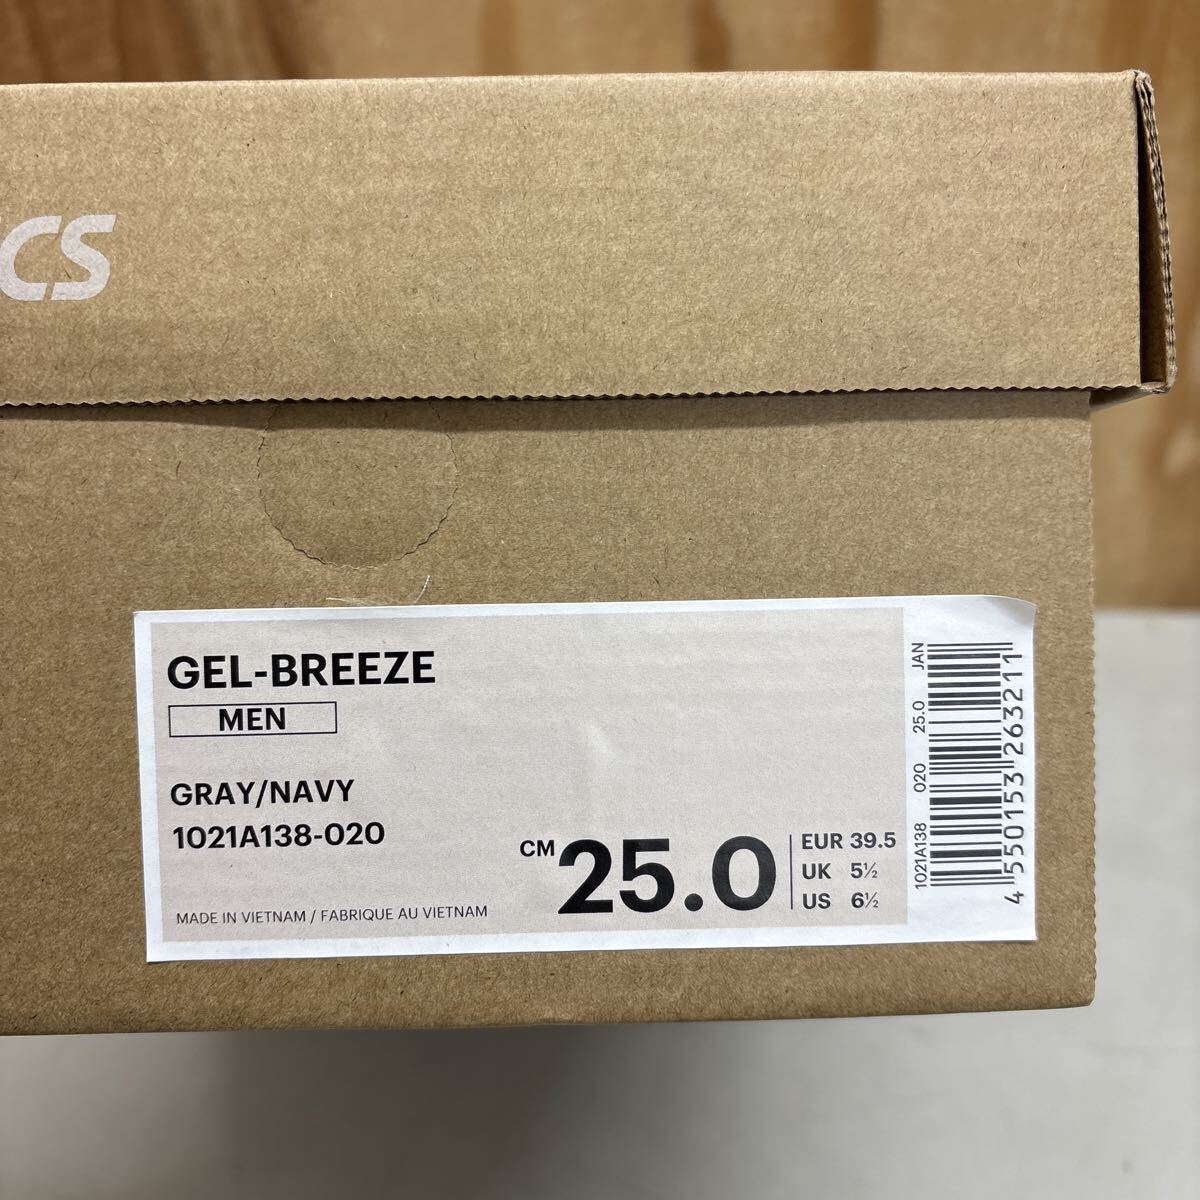 CS
GEL-BREEZE
MEN
GRAY/NAVY
1021A138-020
MADE IN VIETNAM / FABRIQUE AU VIETNAM
CM 25.0
EUR 39.5
UK 5½
US 6½
1021A138 020 25.0 JAN
4 550153 263211